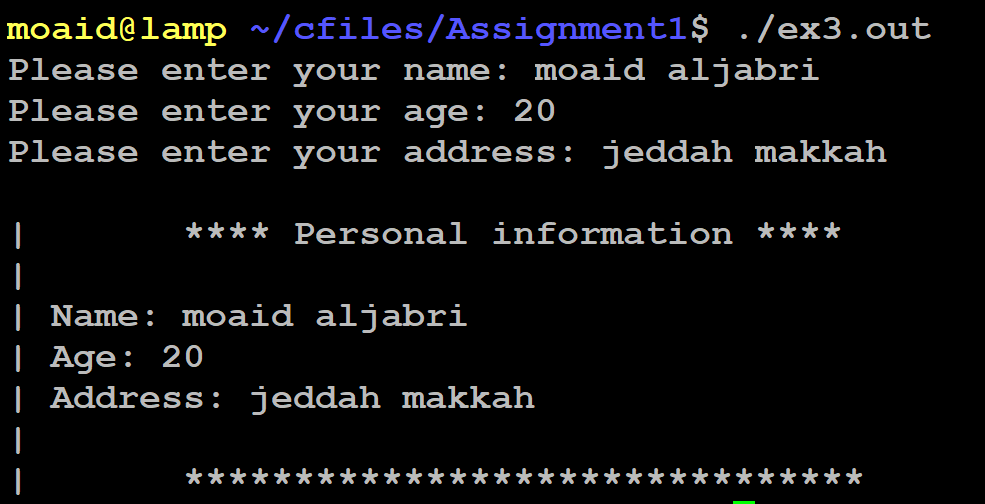 moaid@lamp ~/cfiles/Assignment1$ ./ex3.out
Please enter your name: moaid aljabri
Please enter your age: 20
Please enter your address: jeddah makkah

|       **** Personal information ****
|
| Name: moaid aljabri
| Age: 20
| Address: jeddah makkah
|
|       *******************************